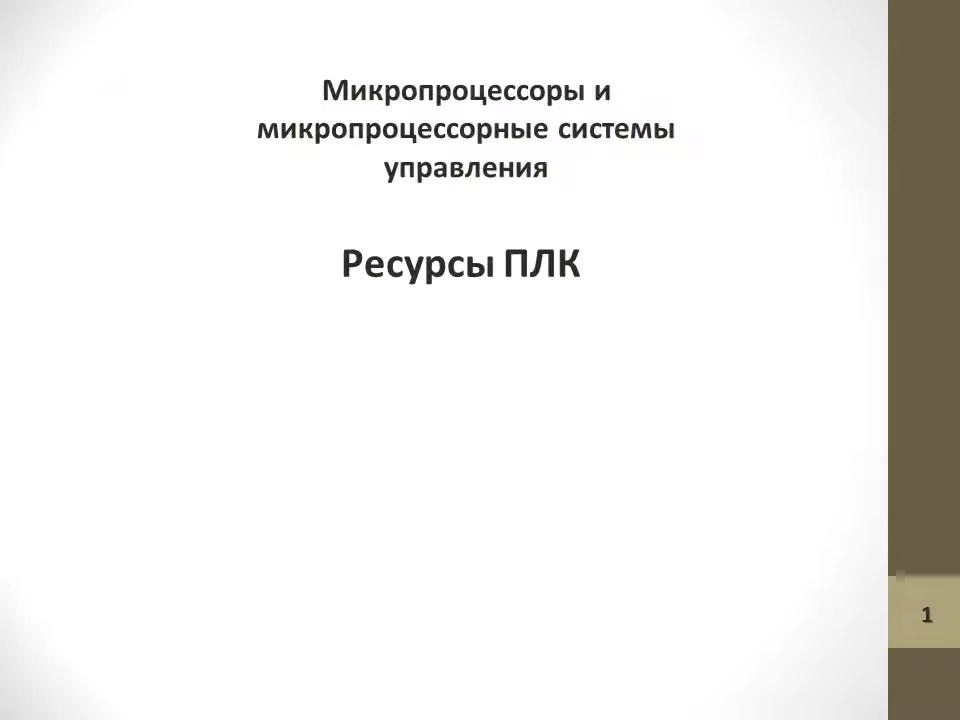 Микропроцессоры и
микропроцессорные системы
управления
Ресурсы ПЛК
1